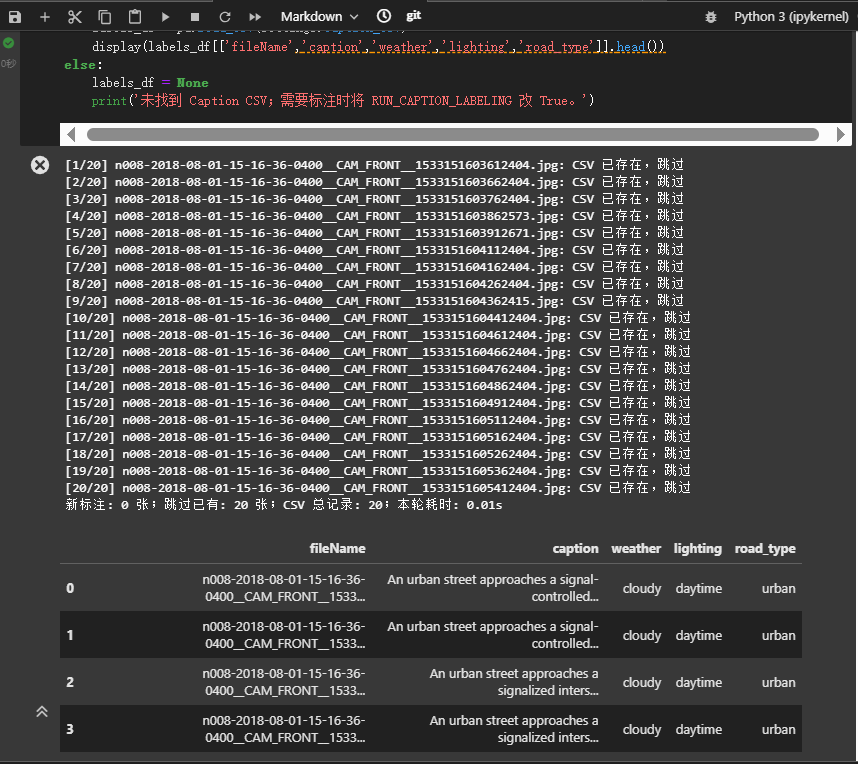 Markdown
git
Python 3 (ipykernel)
display(labels_df[['fileName','caption','weather','lighting','road_type']].head())
else:
labels_df = None
print('未找到 Caption CSV；需要标注时将 RUN_CAPTION_LABELING 改 True。')
[1/20] n008-2018-08-01-15-16-36-0400__CAM_FRONT__1533151603612404.jpg: CSV 已存在，跳过
[2/20] n008-2018-08-01-15-16-36-0400__CAM_FRONT__1533151603662404.jpg: CSV 已存在，跳过
[3/20] n008-2018-08-01-15-16-36-0400__CAM_FRONT__1533151603762404.jpg: CSV 已存在，跳过
[4/20] n008-2018-08-01-15-16-36-0400__CAM_FRONT__1533151603862573.jpg: CSV 已存在，跳过
[5/20] n008-2018-08-01-15-16-36-0400__CAM_FRONT__1533151603912671.jpg: CSV 已存在，跳过
[6/20] n008-2018-08-01-15-16-36-0400__CAM_FRONT__1533151604112404.jpg: CSV 已存在，跳过
[7/20] n008-2018-08-01-15-16-36-0400__CAM_FRONT__1533151604162404.jpg: CSV 已存在，跳过
[8/20] n008-2018-08-01-15-16-36-0400__CAM_FRONT__1533151604262404.jpg: CSV 已存在，跳过
[9/20] n008-2018-08-01-15-16-36-0400__CAM_FRONT__1533151604362415.jpg: CSV 已存在，跳过
[10/20] n008-2018-08-01-15-16-36-0400__CAM_FRONT__1533151604412404.jpg: CSV 已存在，跳过
[11/20] n008-2018-08-01-15-16-36-0400__CAM_FRONT__1533151604612404.jpg: CSV 已存在，跳过
[12/20] n008-2018-08-01-15-16-36-0400__CAM_FRONT__1533151604662404.jpg: CSV 已存在，跳过
[13/20] n008-2018-08-01-15-16-36-0400__CAM_FRONT__1533151604762404.jpg: CSV 已存在，跳过
[14/20] n008-2018-08-01-15-16-36-0400__CAM_FRONT__1533151604862404.jpg: CSV 已存在，跳过
[15/20] n008-2018-08-01-15-16-36-0400__CAM_FRONT__1533151604912404.jpg: CSV 已存在，跳过
[16/20] n008-2018-08-01-15-16-36-0400__CAM_FRONT__1533151605112404.jpg: CSV 已存在，跳过
[17/20] n008-2018-08-01-15-16-36-0400__CAM_FRONT__1533151605162404.jpg: CSV 已存在，跳过
[18/20] n008-2018-08-01-15-16-36-0400__CAM_FRONT__1533151605262404.jpg: CSV 已存在，跳过
[19/20] n008-2018-08-01-15-16-36-0400__CAM_FRONT__1533151605362404.jpg: CSV 已存在，跳过
[20/20] n008-2018-08-01-15-16-36-0400__CAM_FRONT__1533151605412404.jpg: CSV 已存在，跳过
新标注: 0 张；跳过已有: 20 张；CSV 总记录: 20；本轮耗时: 0.01s
fileName caption weather lighting road_type
0 n008-2018-08-01-15-16-36- An urban street approaches a signal- cloudy daytime urban
0400__CAM_FRONT__1533... controlled...
1 n008-2018-08-01-15-16-36- An urban street approaches a signal- cloudy daytime urban
0400__CAM_FRONT__1533... controlled...
2 n008-2018-08-01-15-16-36- An urban street approaches a cloudy daytime urban
0400__CAM_FRONT__1533... signalized inters...
3 n008-2018-08-01-15-16-36- An urban street approaches a cloudy daytime urban
0400__CAM_FRONT__1533... signalized inters...